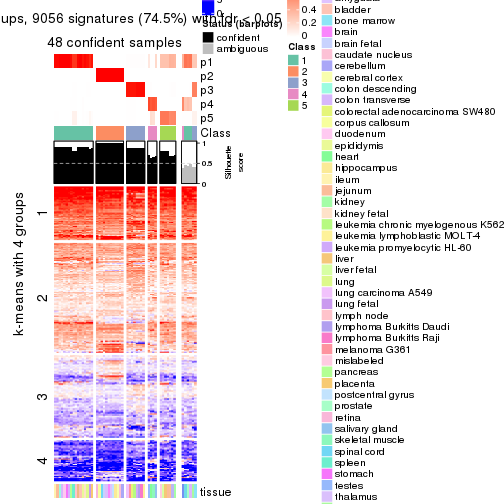 ups, 9056 signatures (74.5%) with fdr < 0.05
48 confident samples
p1
p2
p3
p4
p5
Class
1
0.5
0
Silhouette
score
k-means with 4 groups
1
2
3
4
tissue
0
Status (barplots)
confident
ambiguous
0.4
0.2
0
Class
1
2
3
4
5
bladder
bone marrow
brain
brain fetal
caudate nucleus
cerebellum
cerebral cortex
colon descending
colon transverse
colorectal adenocarcinoma SW480
corpus callosum
duodenum
epididymis
heart
hippocampus
ileum
jejunum
kidney
kidney fetal
leukemia chronic myelogenous K562
leukemia lymphoblastic MOLT-4
leukemia promyelocytic HL-60
liver
liver fetal
lung
lung carcinoma A549
lung fetal
lymph node
lymphoma Burkitts Daudi
lymphoma Burkitts Raji
melanoma G361
mislabeled
pancreas
placenta
postcentral gyrus
prostate
retina
salivary gland
skeletal muscle
spinal cord
spleen
stomach
testes
thalamus